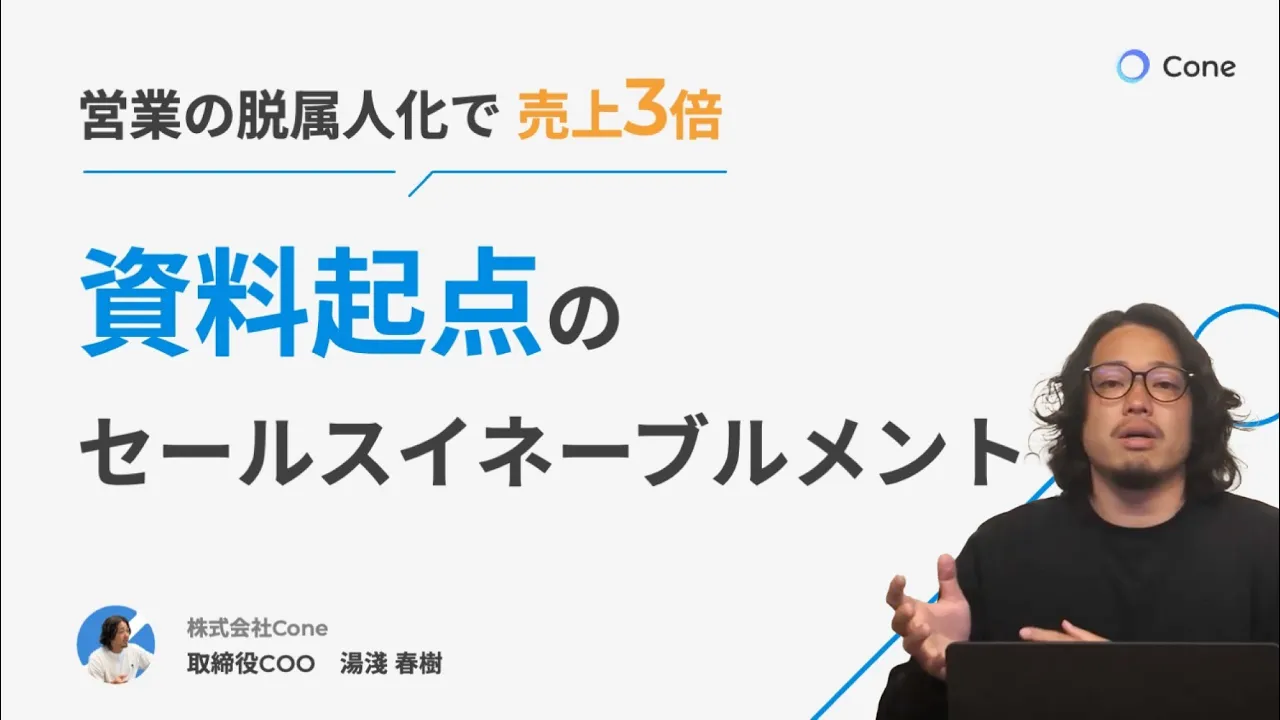 Cone
営業の脱属人化で 売上3倍
資料起点の
セールスイネーブルメント
株式会社Cone
取締役COO 湯淺 春樹